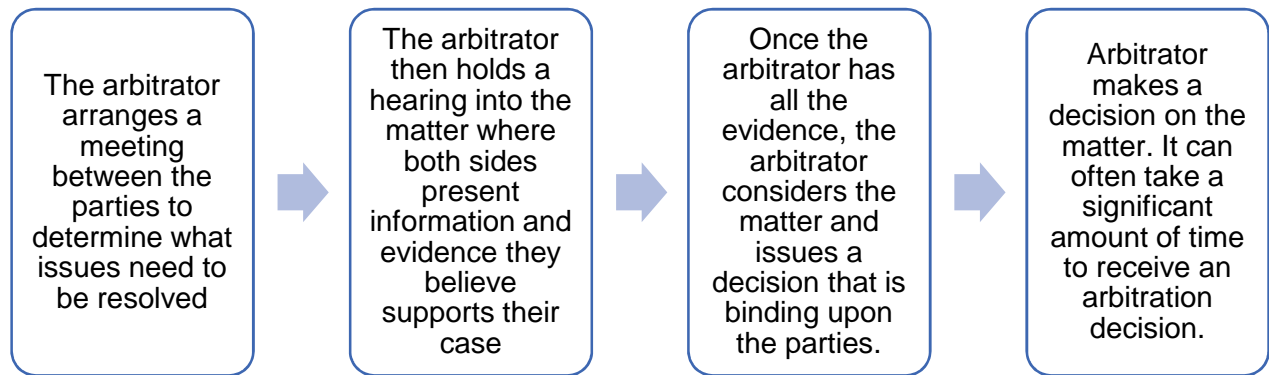 The arbitrator
arranges a
meeting
between the
parties to
determine what
issues need to
be resolved
The arbitrator
then holds a
hearing into the
matter where
both sides
present
information and
evidence they
believe
supports their
case
Once the
arbitrator has
all the
evidence, the
arbitrator
considers the
matter and
issues a
decision that is
binding upon
the parties.
Arbitrator
makes a
decision on the
matter. It can
often take a
significant
amount of time
to receive an
arbitration
decision.